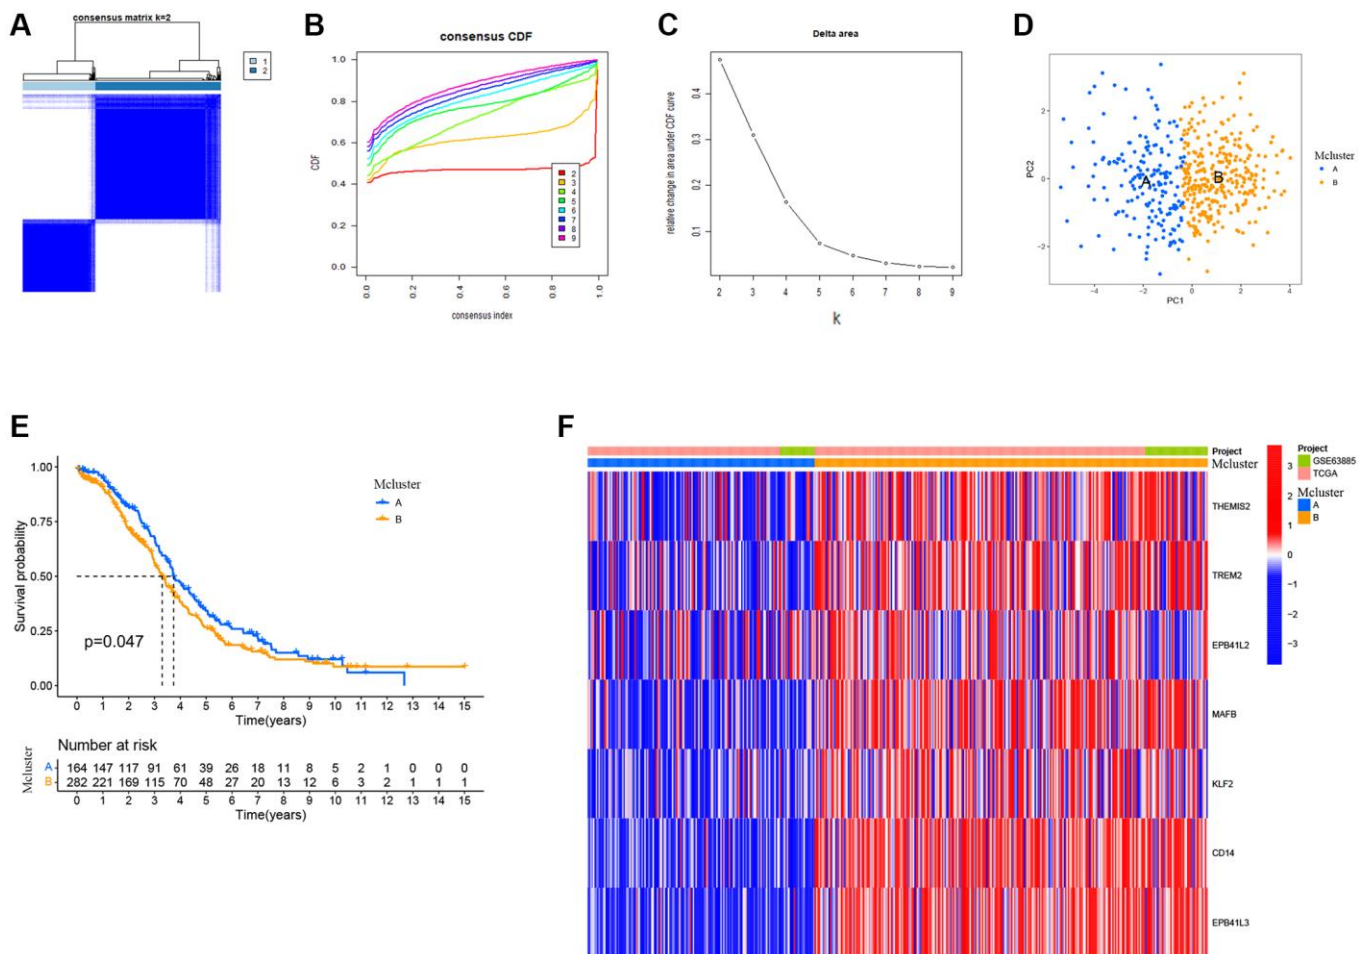 A
consensus matrix k=2
1
2
B
consensus CDF
CDF
1.0
0.8
0.6
0.4
0.2
0.0
0.0
0.2
0.4
0.6
0.8
1.0
consensus index
2
3
4
5
6
7
8
9
C
Delta area
relative change in area under CDF curve
0.4
0.3
0.2
0.1
2 3 4 5 6 7 8 9
k
D
PC2
2
0
−2
−4 −2 0 2 4
PC1
A
B
Mcluster
A
B
E
Survival probability
1.00
0.75
0.50
0.25
0.00
p=0.047
Mcluster
A
B
0 1 2 3 4 5 6 7 8 9 10 11 12 13 14 15
Time(years)
Number at risk
Mcluster
A 164 147 117 91 61 39 26 18 11 8 5 2 1 0 0 0
B 282 221 169 115 70 48 27 20 13 12 6 3 2 1 1 1
0 1 2 3 4 5 6 7 8 9 10 11 12 13 14 15
Time(years)
F
Project
Mcluster
THEMIS2
TREM2
EPB41L2
MAFB
KLF2
CD14
EPB41L3
3
2
1
0
−1
−2
−3
Project
GSE63885
TCGA
Mcluster
A
B